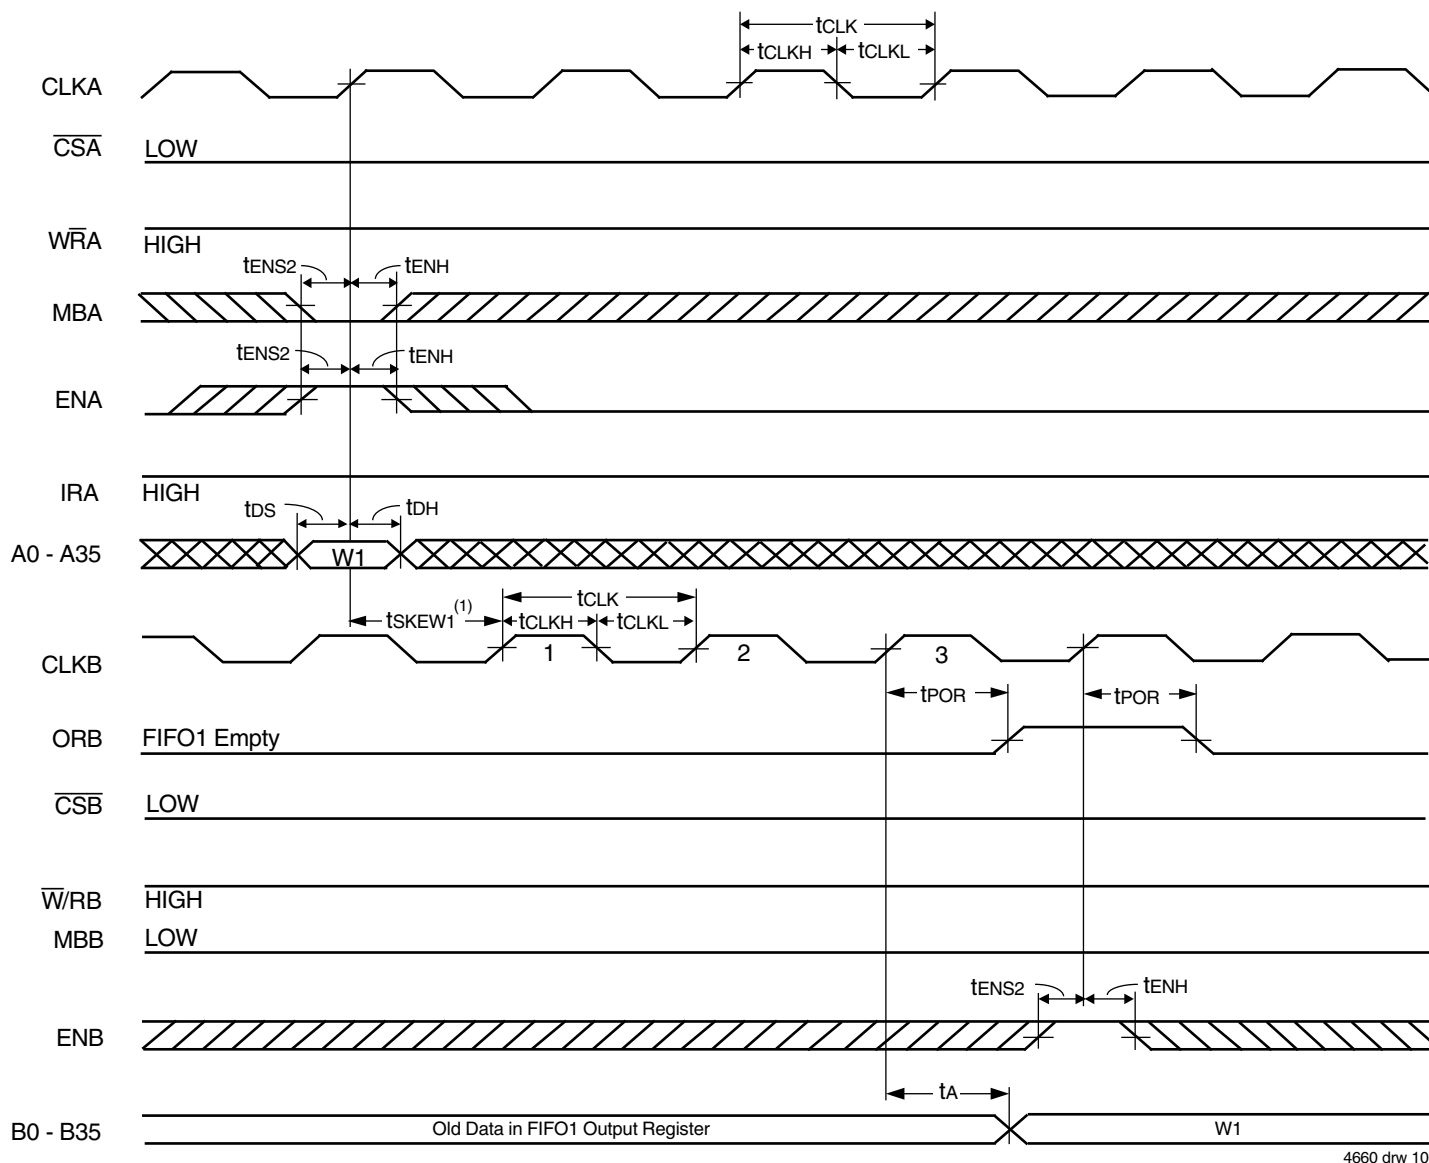 tCLK
tCLKH tCLKL
CLKA
CSA LOW
WRA HIGH
tENS2 tENH
MBA
tENS2 tENH
ENA
IRA HIGH
tDS tDH
A0 - A35 W1
tSKEW1(1) tCLK
tCLKH tCLKL
CLKB 1 2 3
tPOR tPOR
ORB FIFO1 Empty
CSB LOW
W/RB HIGH
MBB LOW
tENS2 tENH
ENB
tA
B0 - B35 Old Data in FIFO1 Output Register W1
4660 drw 10